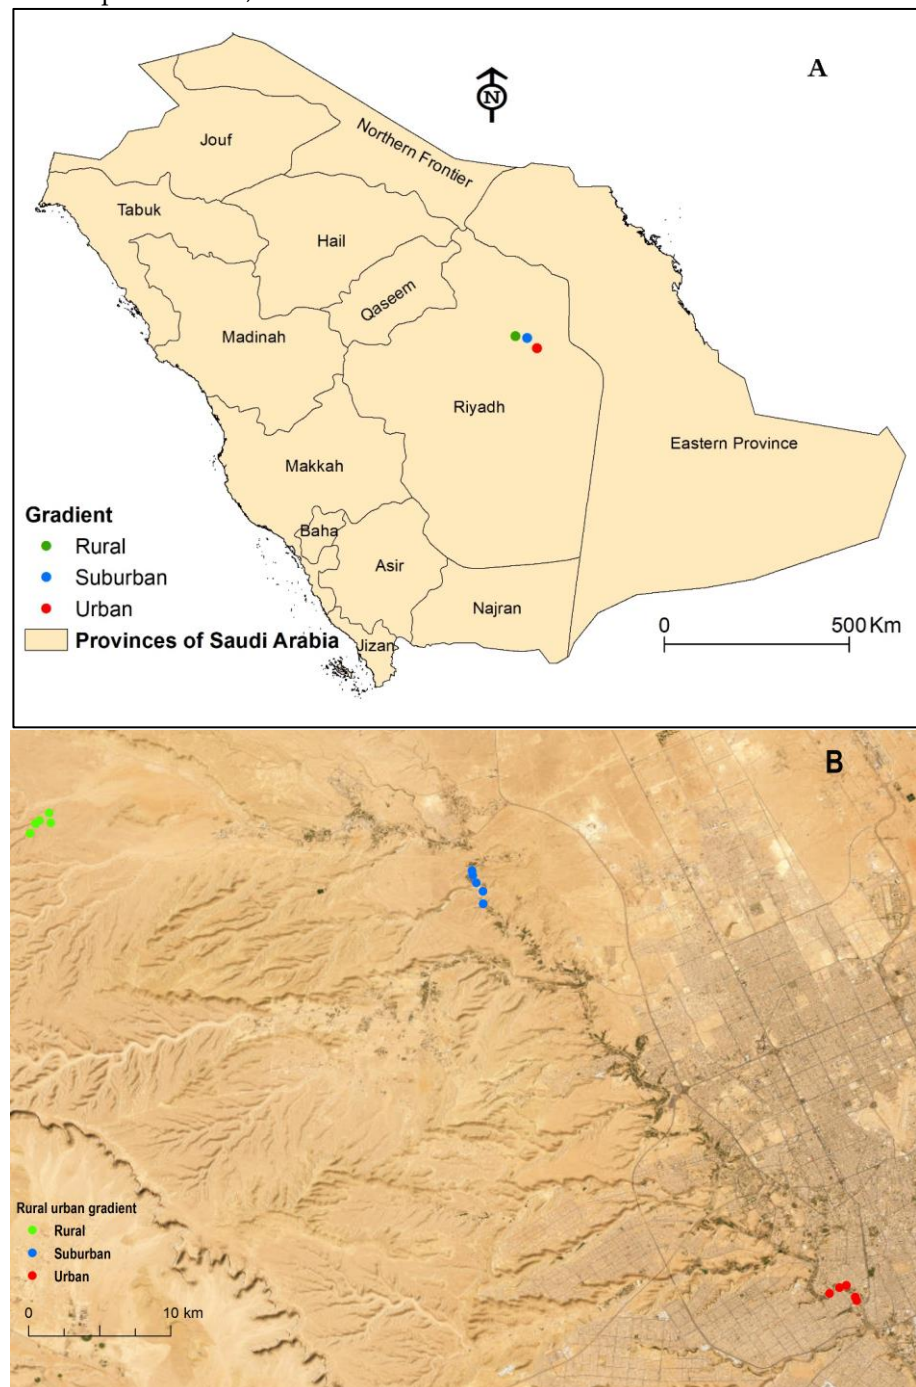 A
N
Jouf
Northern Frontier
Tabuk
Hail
Qaseem
Madinah
Riyadh
Eastern Province
Makkah
Gradient
Baha
Rural
Asir
Suburban
Najran
Urban
0 500 Km
Provinces of Saudi Arabia
Jizan
B
Rural urban gradient
Rural
Suburban
Urban
0 10 km